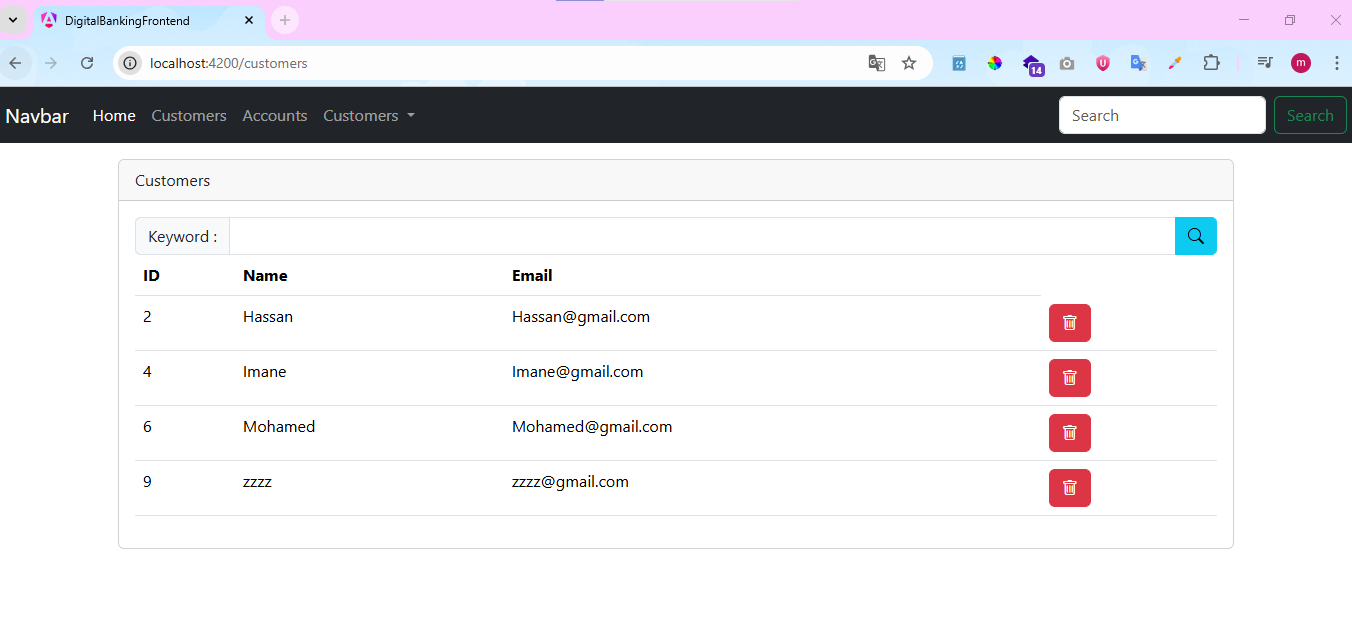 DigitalBankingFrontend
localhost:4200/customers
14
m
Navbar Home Customers Accounts Customers Search Search
Customers
Keyword :
ID Name Email
2 Hassan Hassan@gmail.com
4 Imane Imane@gmail.com
6 Mohamed Mohamed@gmail.com
9 zzzz zzzz@gmail.com